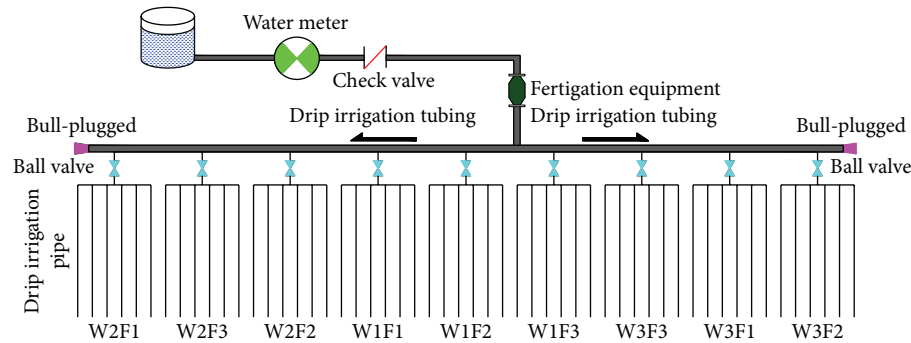 Water meter
Check valve
Fertigation equipment
Drip irrigation tubing
Drip irrigation tubing
Bull-plugged
Bull-plugged
Ball valve
Ball valve
Drip irrigation
pipe
W2F1 W2F3 W2F2 W1F1 W1F2 W1F3 W3F3 W3F1 W3F2